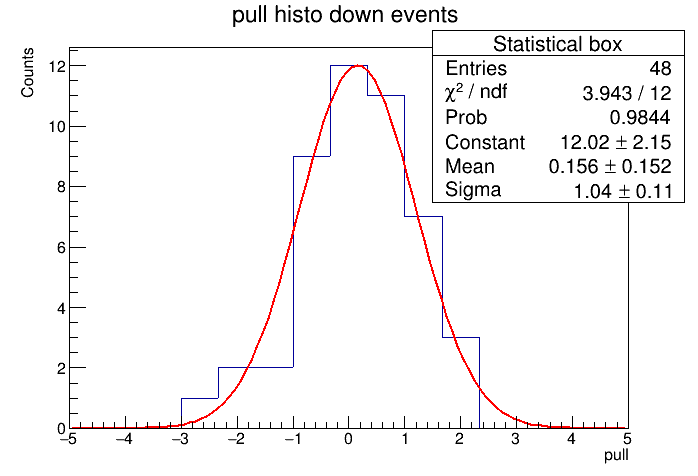 pull histo down events
Statistical box
Entries 48
χ² / ndf 3.943 / 12
Prob 0.9844
Constant 12.02 ± 2.15
Mean 0.156 ± 0.152
Sigma 1.04 ± 0.11
Counts
12
10
8
6
4
2
0
−5 −4 −3 −2 −1 0 1 2 3 4 5
pull